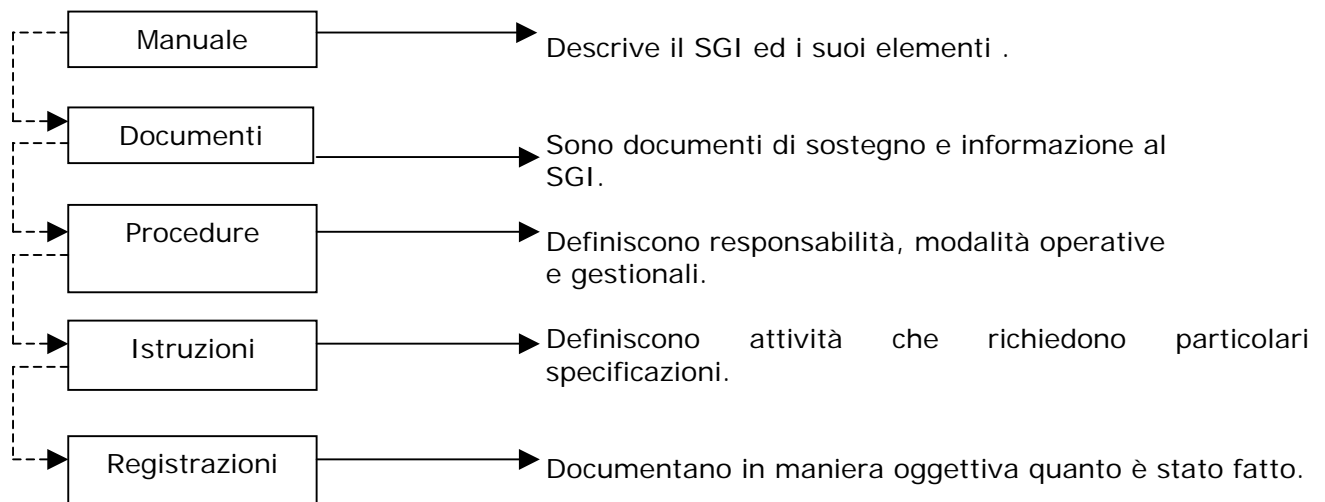 Manuale
Descrive il SGI ed i suoi elementi .
Documenti
Sono documenti di sostegno e informazione al
SGI.
Procedure
Definiscono responsabilità, modalità operative
e gestionali.
Istruzioni
Definiscono attività che richiedono particolari
specificazioni.
Registrazioni
Documentano in maniera oggettiva quanto è stato fatto.